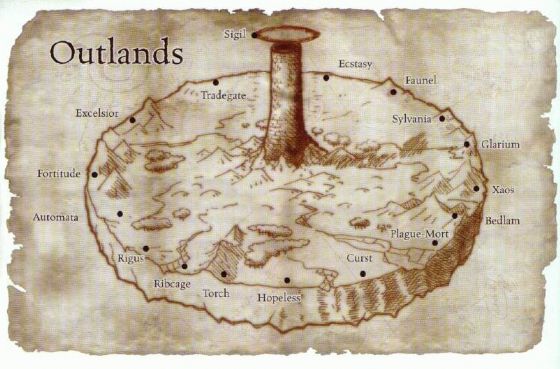 Outlands
Sigil
Ecstasy
Tradegate
Faunel
Excelsior
Sylvania
Glarium
Fortitude
Xaos
Automata
Bedlam
Plague-Mort
Rigus
Curst
Ribcage
Torch
Hopeless